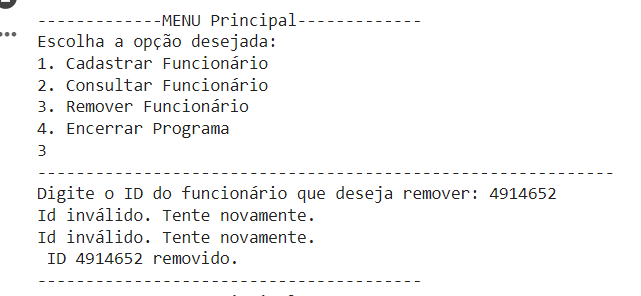 -------------MENU Principal-------------
Escolha a opção desejada:
1. Cadastrar Funcionário
2. Consultar Funcionário
3. Remover Funcionário
4. Encerrar Programa
3
------------------------------------------------------------
Digite o ID do funcionário que deseja remover: 4914652
Id inválido. Tente novamente.
Id inválido. Tente novamente.
 ID 4914652 removido.
----------------------------------------